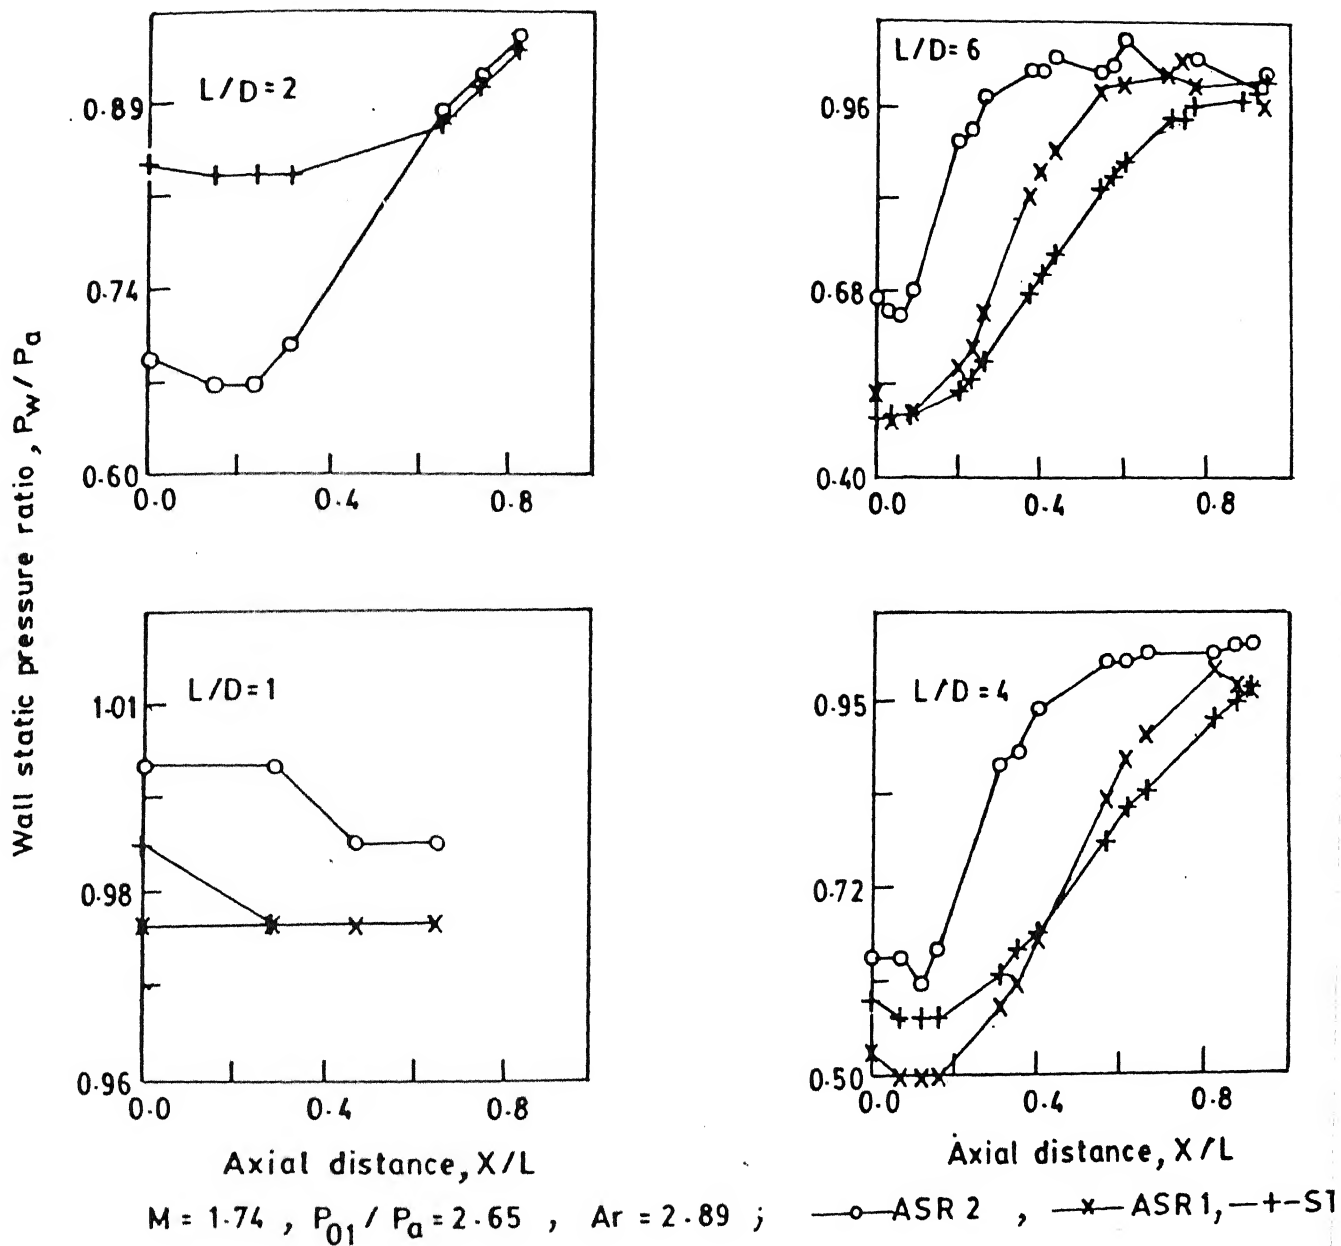 L/D=2
0.89
0.74
0.60
0.0 0.4 0.8
L/D=6
0.96
0.68
0.40
0.0 0.4 0.8
Wall static pressure ratio, Pw/Pa
L/D=1
1.01
0.98
0.96
0.0 0.4 0.8
Axial distance, X/L
L/D=4
0.95
0.72
0.50
0.0 0.4 0.8
Axial distance, X/L
M = 1.74 , P01 / Pa = 2.65 , Ar = 2.89 ; —o—ASR 2 , —x—ASR 1, —+—ST